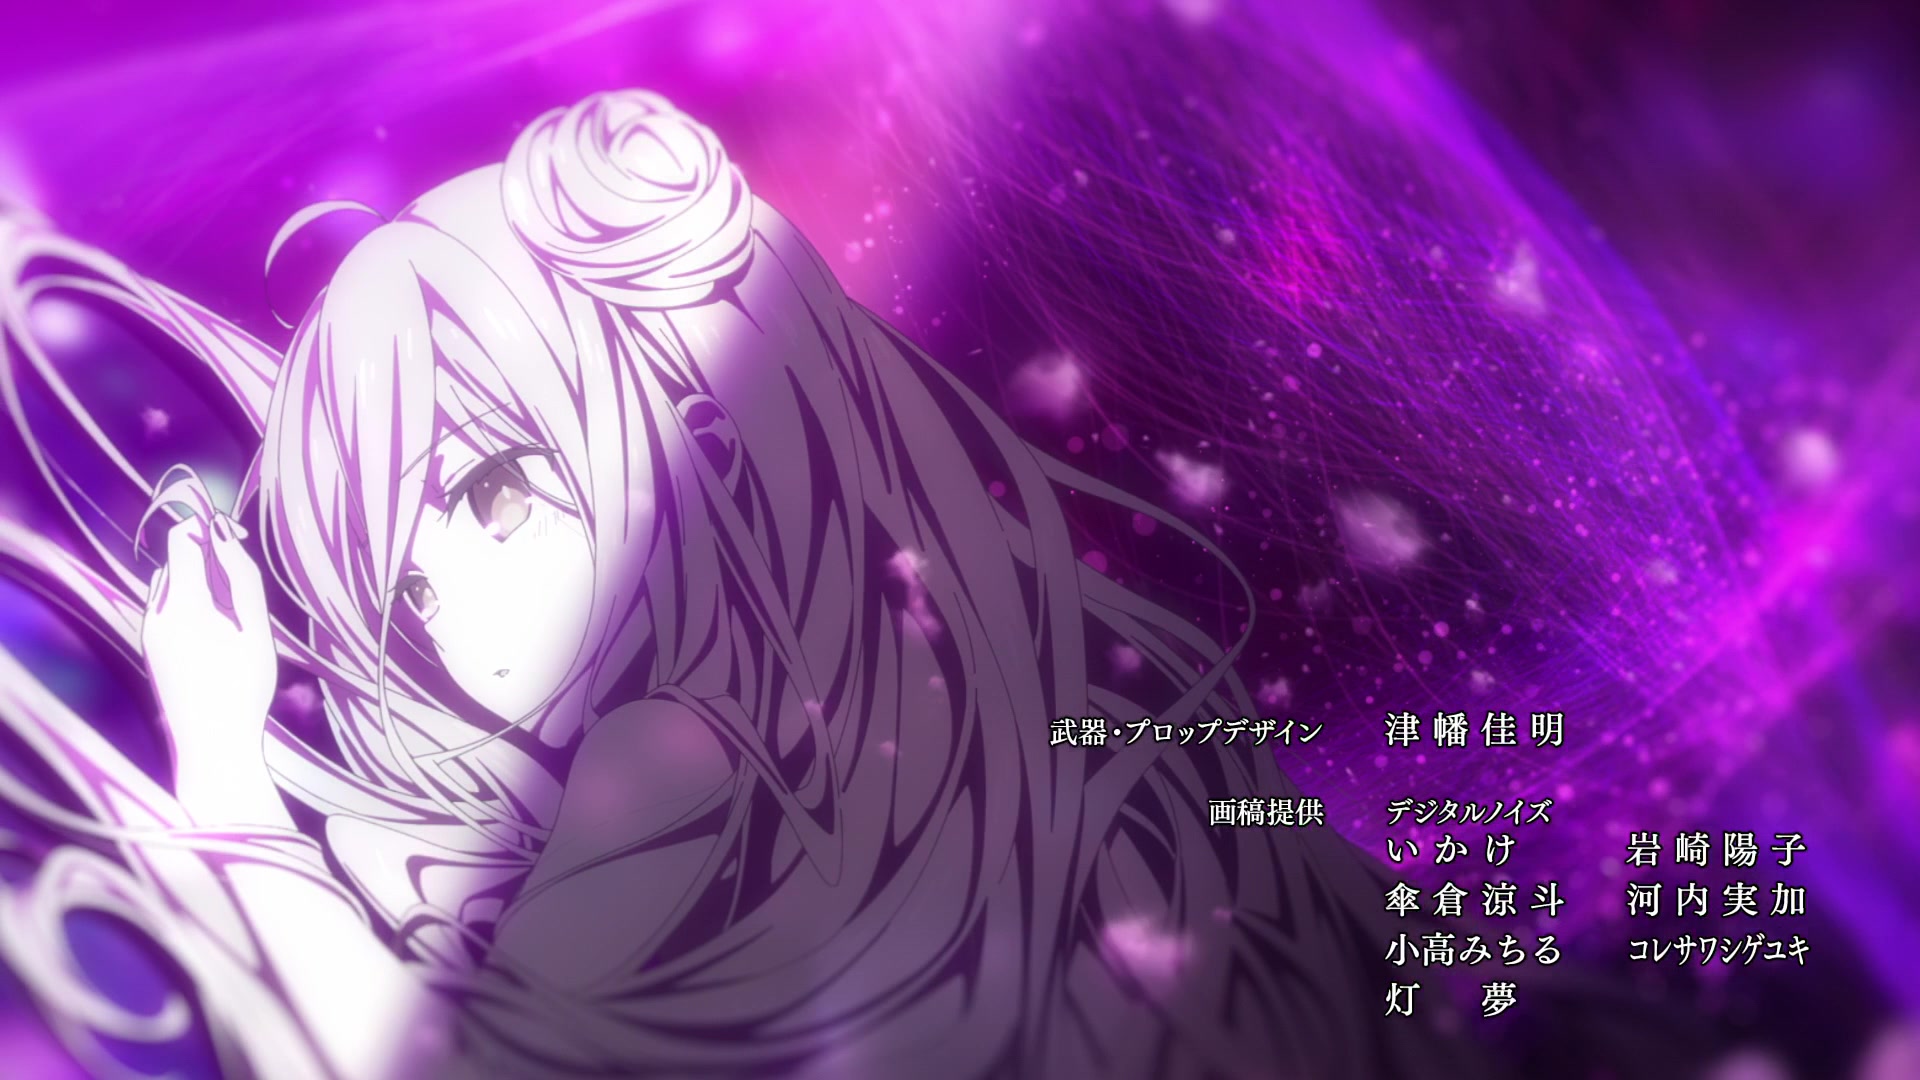 武器・プロップデザイン 津幡佳明
画稿提供 デジタルノイズ
いかけ 岩崎陽子
傘倉涼斗 河内実加
小高みちる コレサワシゲユキ
灯夢